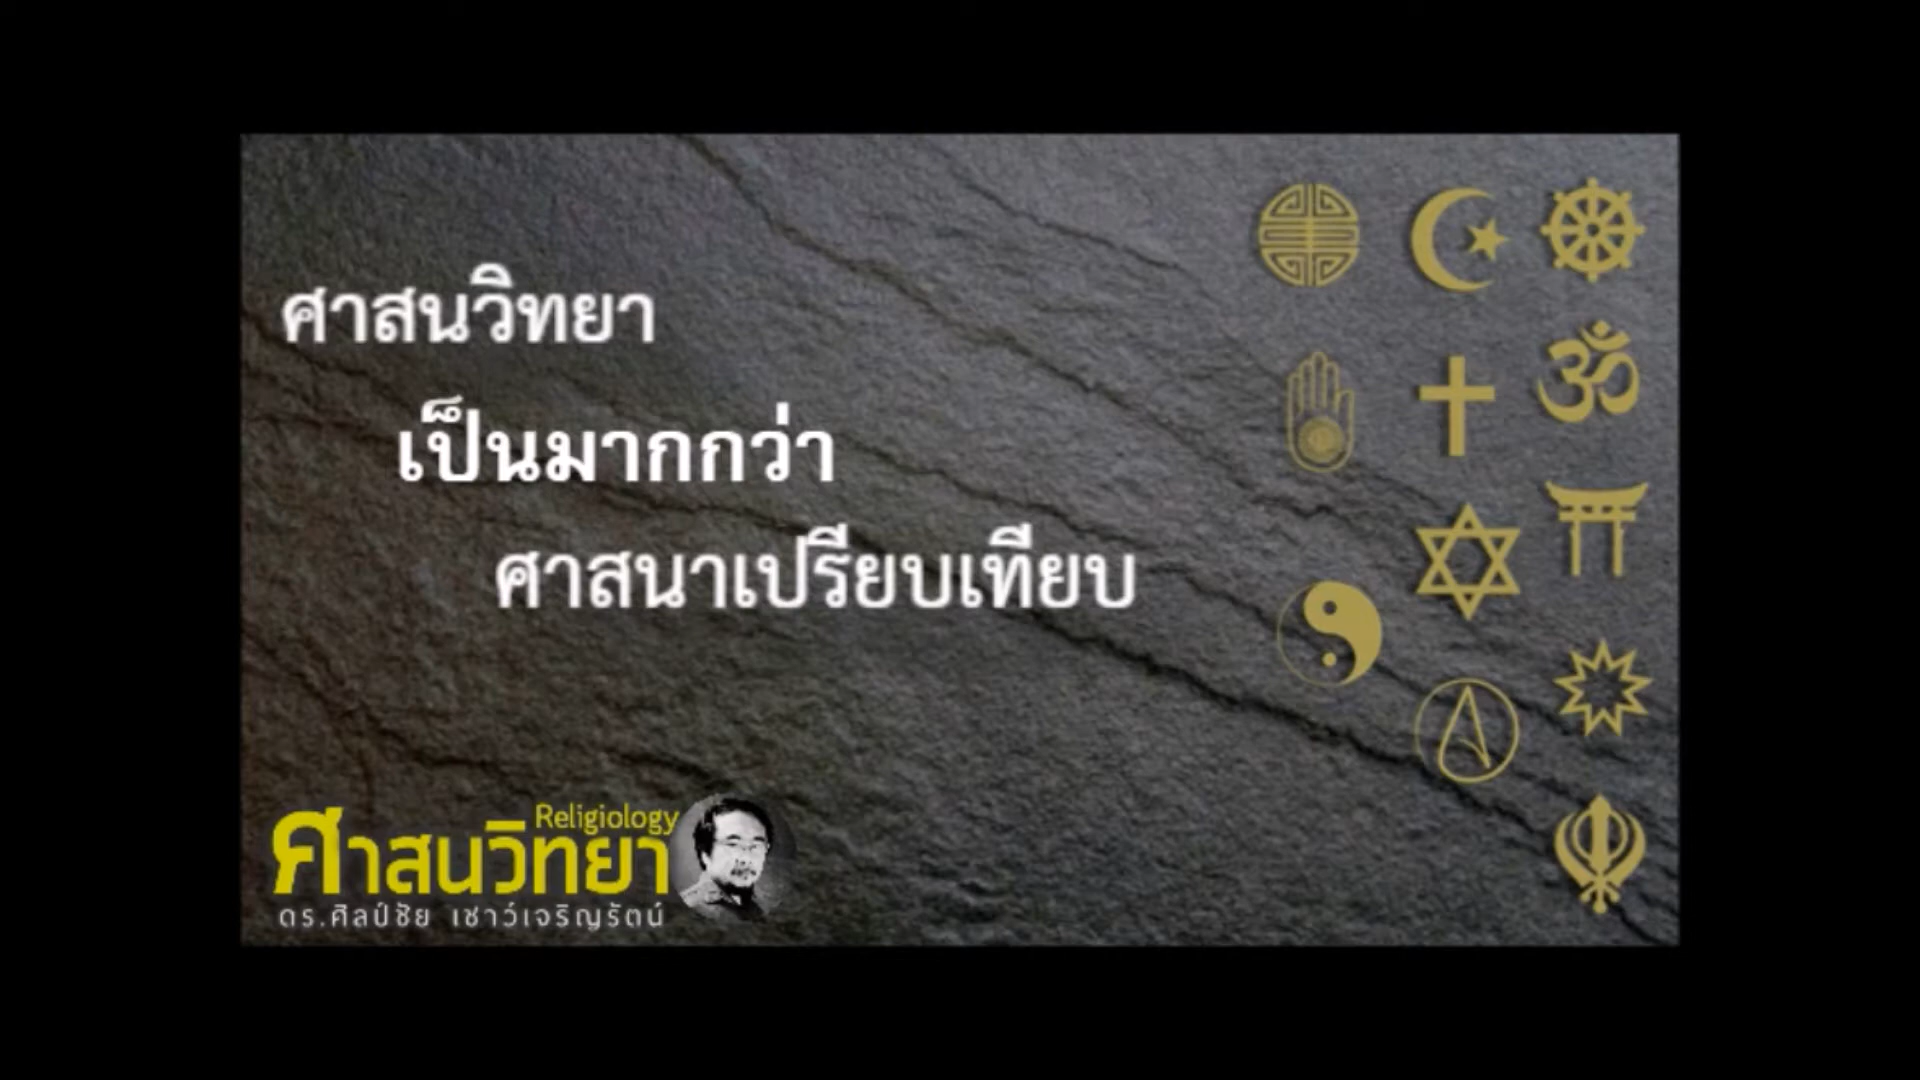 ศาสนวิทยา
เป็นมากกว่า
ศาสนาเปรียบเทียบ
Religiology
ศาสนวิทยา
ดร.ศิลป์ชัย เชาว์เจริญรัตน์